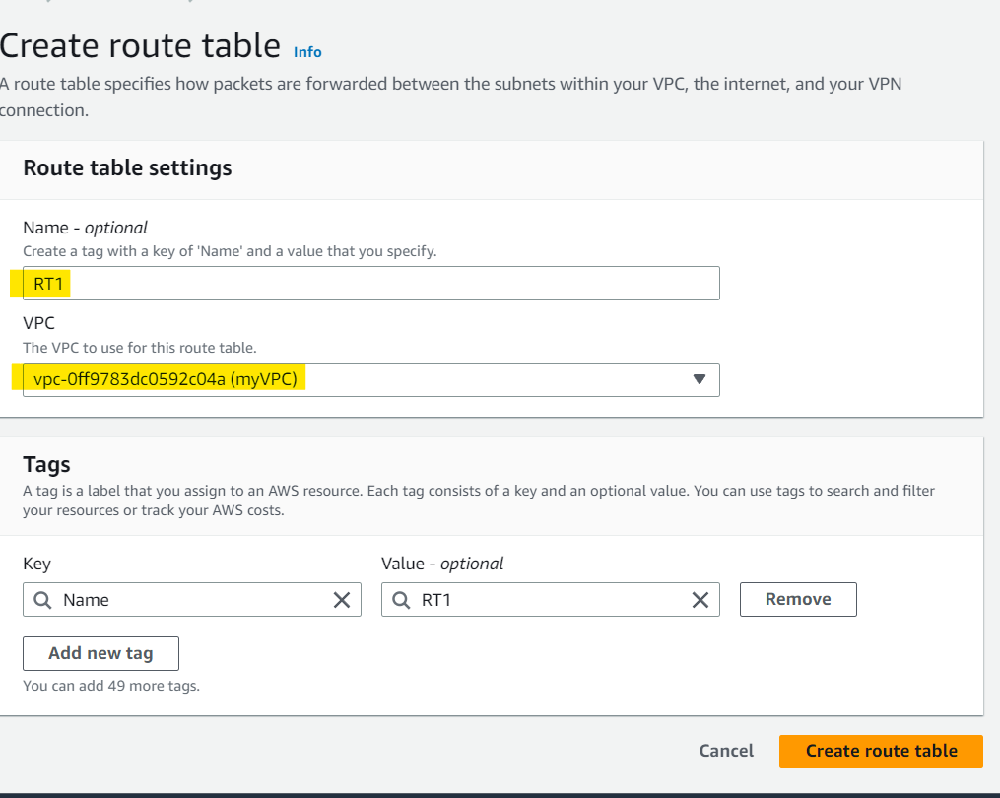 Create route table Info
A route table specifies how packets are forwarded between the subnets within your VPC, the internet, and your VPN
connection.
Route table settings
Name - optional
Create a tag with a key of 'Name' and a value that you specify.
RT1
VPC
The VPC to use for this route table.
vpc-0ff9783dc0592c04a (myVPC)
Tags
A tag is a label that you assign to an AWS resource. Each tag consists of a key and an optional value. You can use tags to search and filter
your resources or track your AWS costs.
Key Value - optional
Name RT1 Remove
Add new tag
You can add 49 more tags.
Cancel Create route table